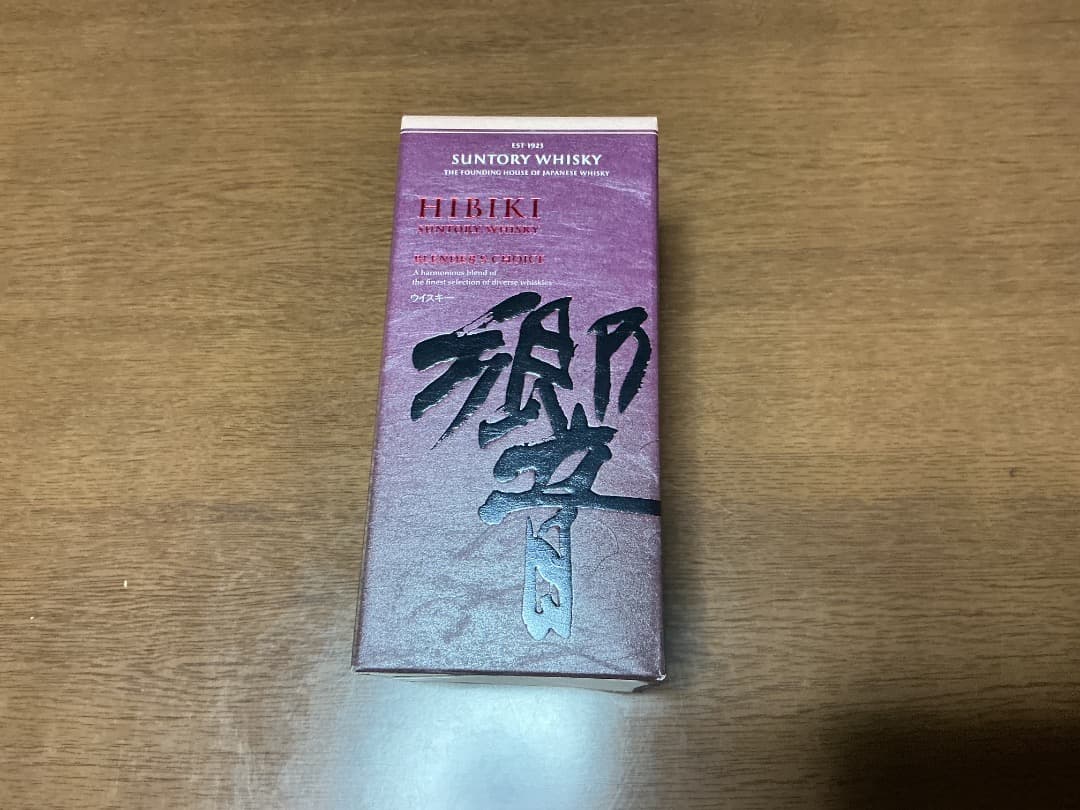 EST 1923
SUNTORY WHISKY
THE FOUNDING HOUSE OF JAPANESE WHISKY
HIBIKI
SUNTORY WHISKY
BLENDER'S CHOICE
A harmonious blend of
the finest selection of diverse whiskies
ウイスキー
響